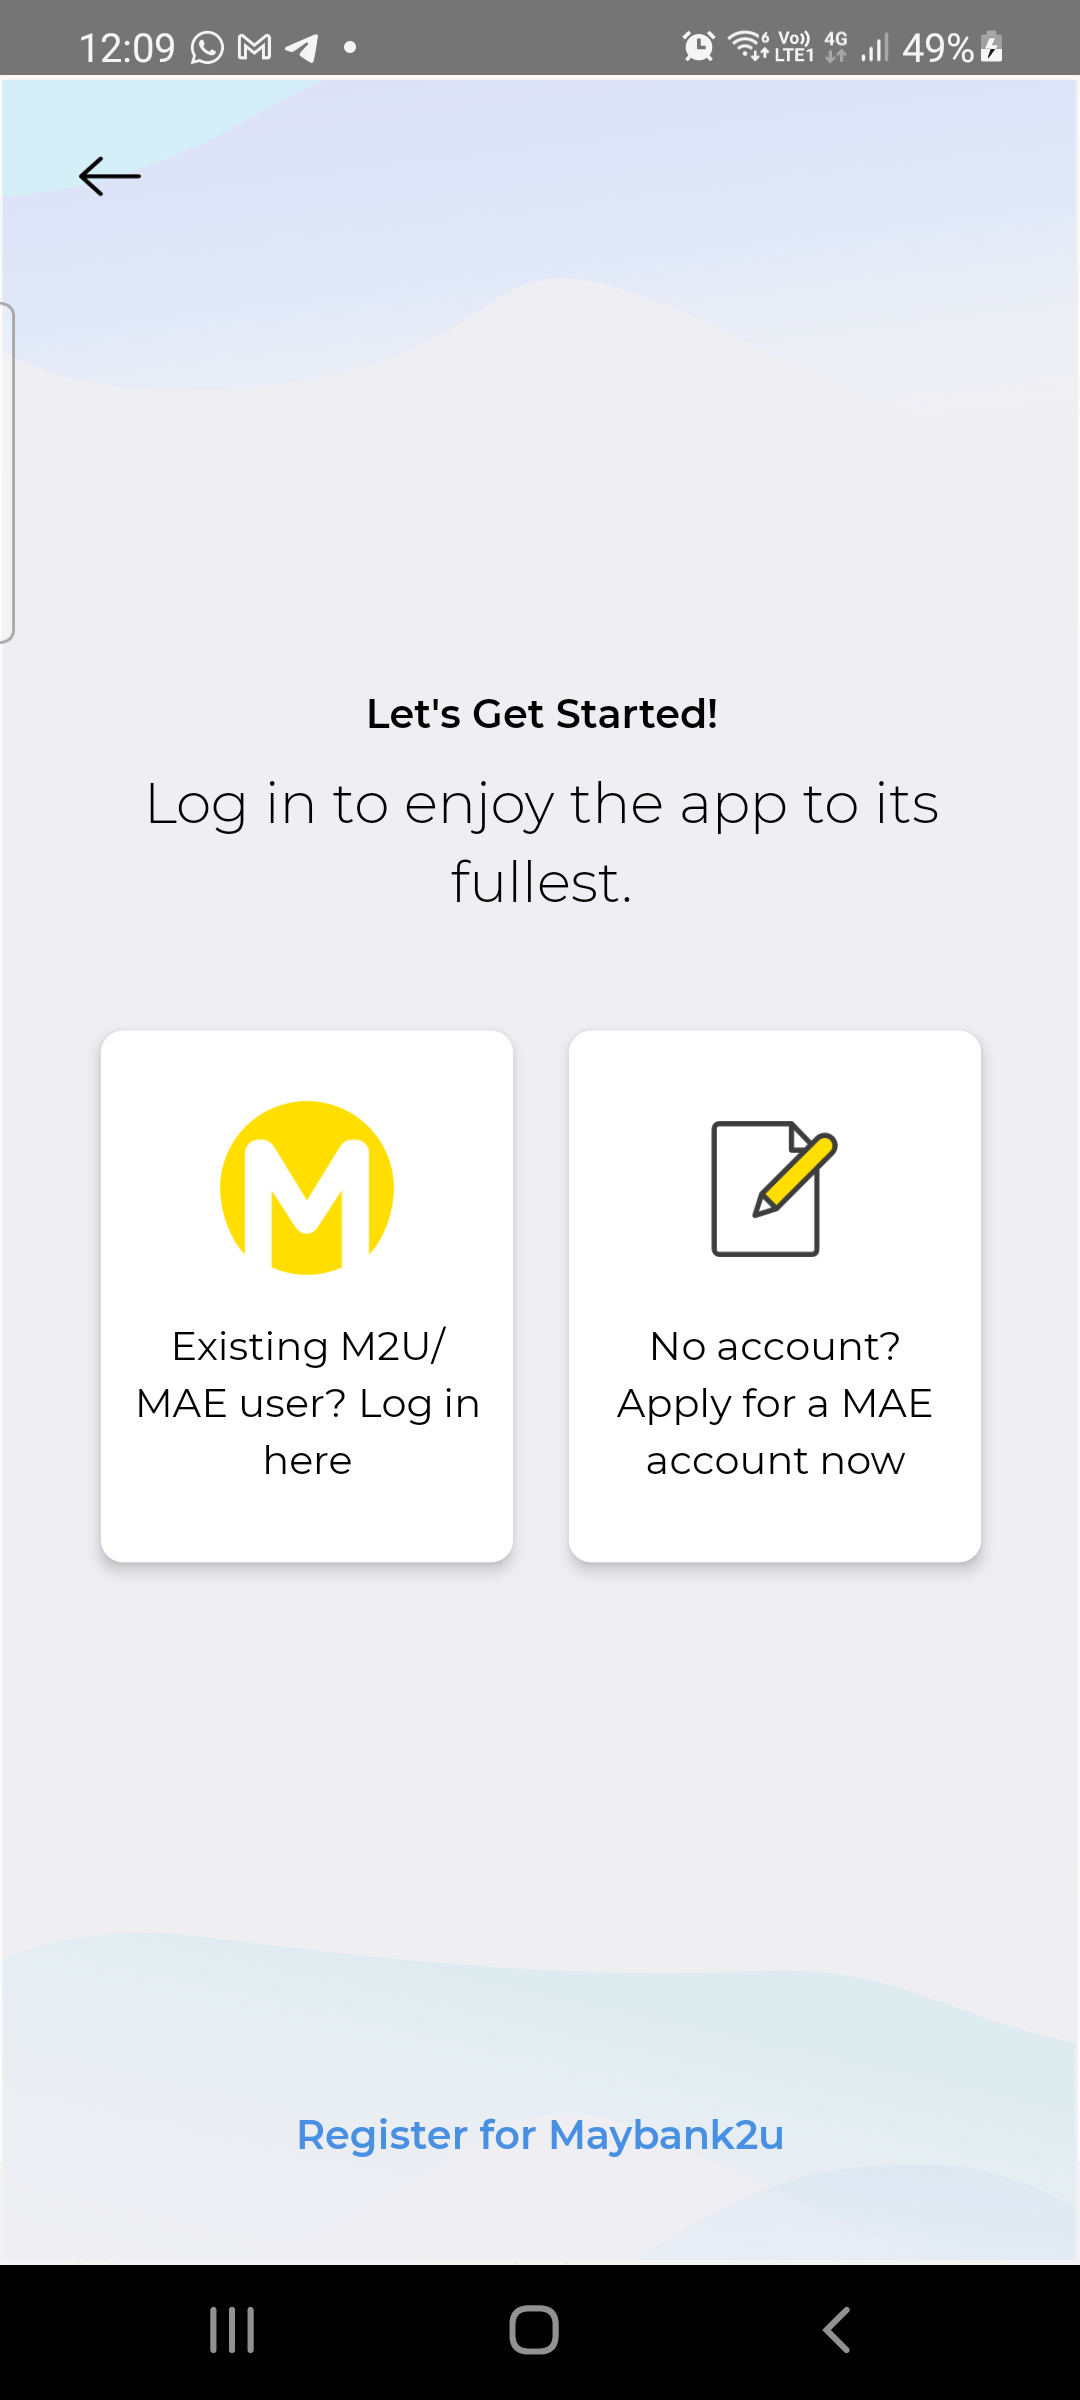 12:09
6 Vo)) LTE1 4G 49%
Let's Get Started!
Log in to enjoy the app to its
fullest.
Existing M2U/
MAE user? Log in
here
No account?
Apply for a MAE
account now
Register for Maybank2u